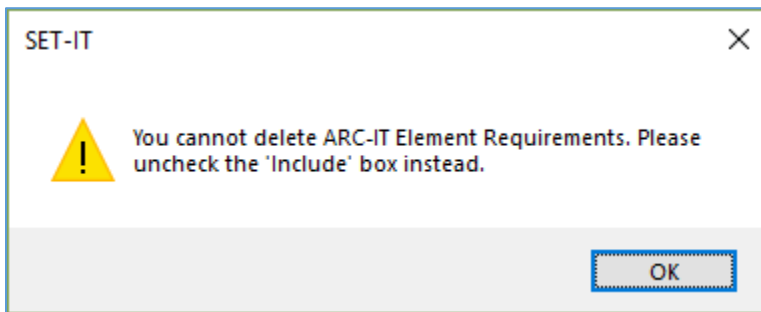 SET-IT
You cannot delete ARC-IT Element Requirements. Please
uncheck the 'Include' box instead.
OK